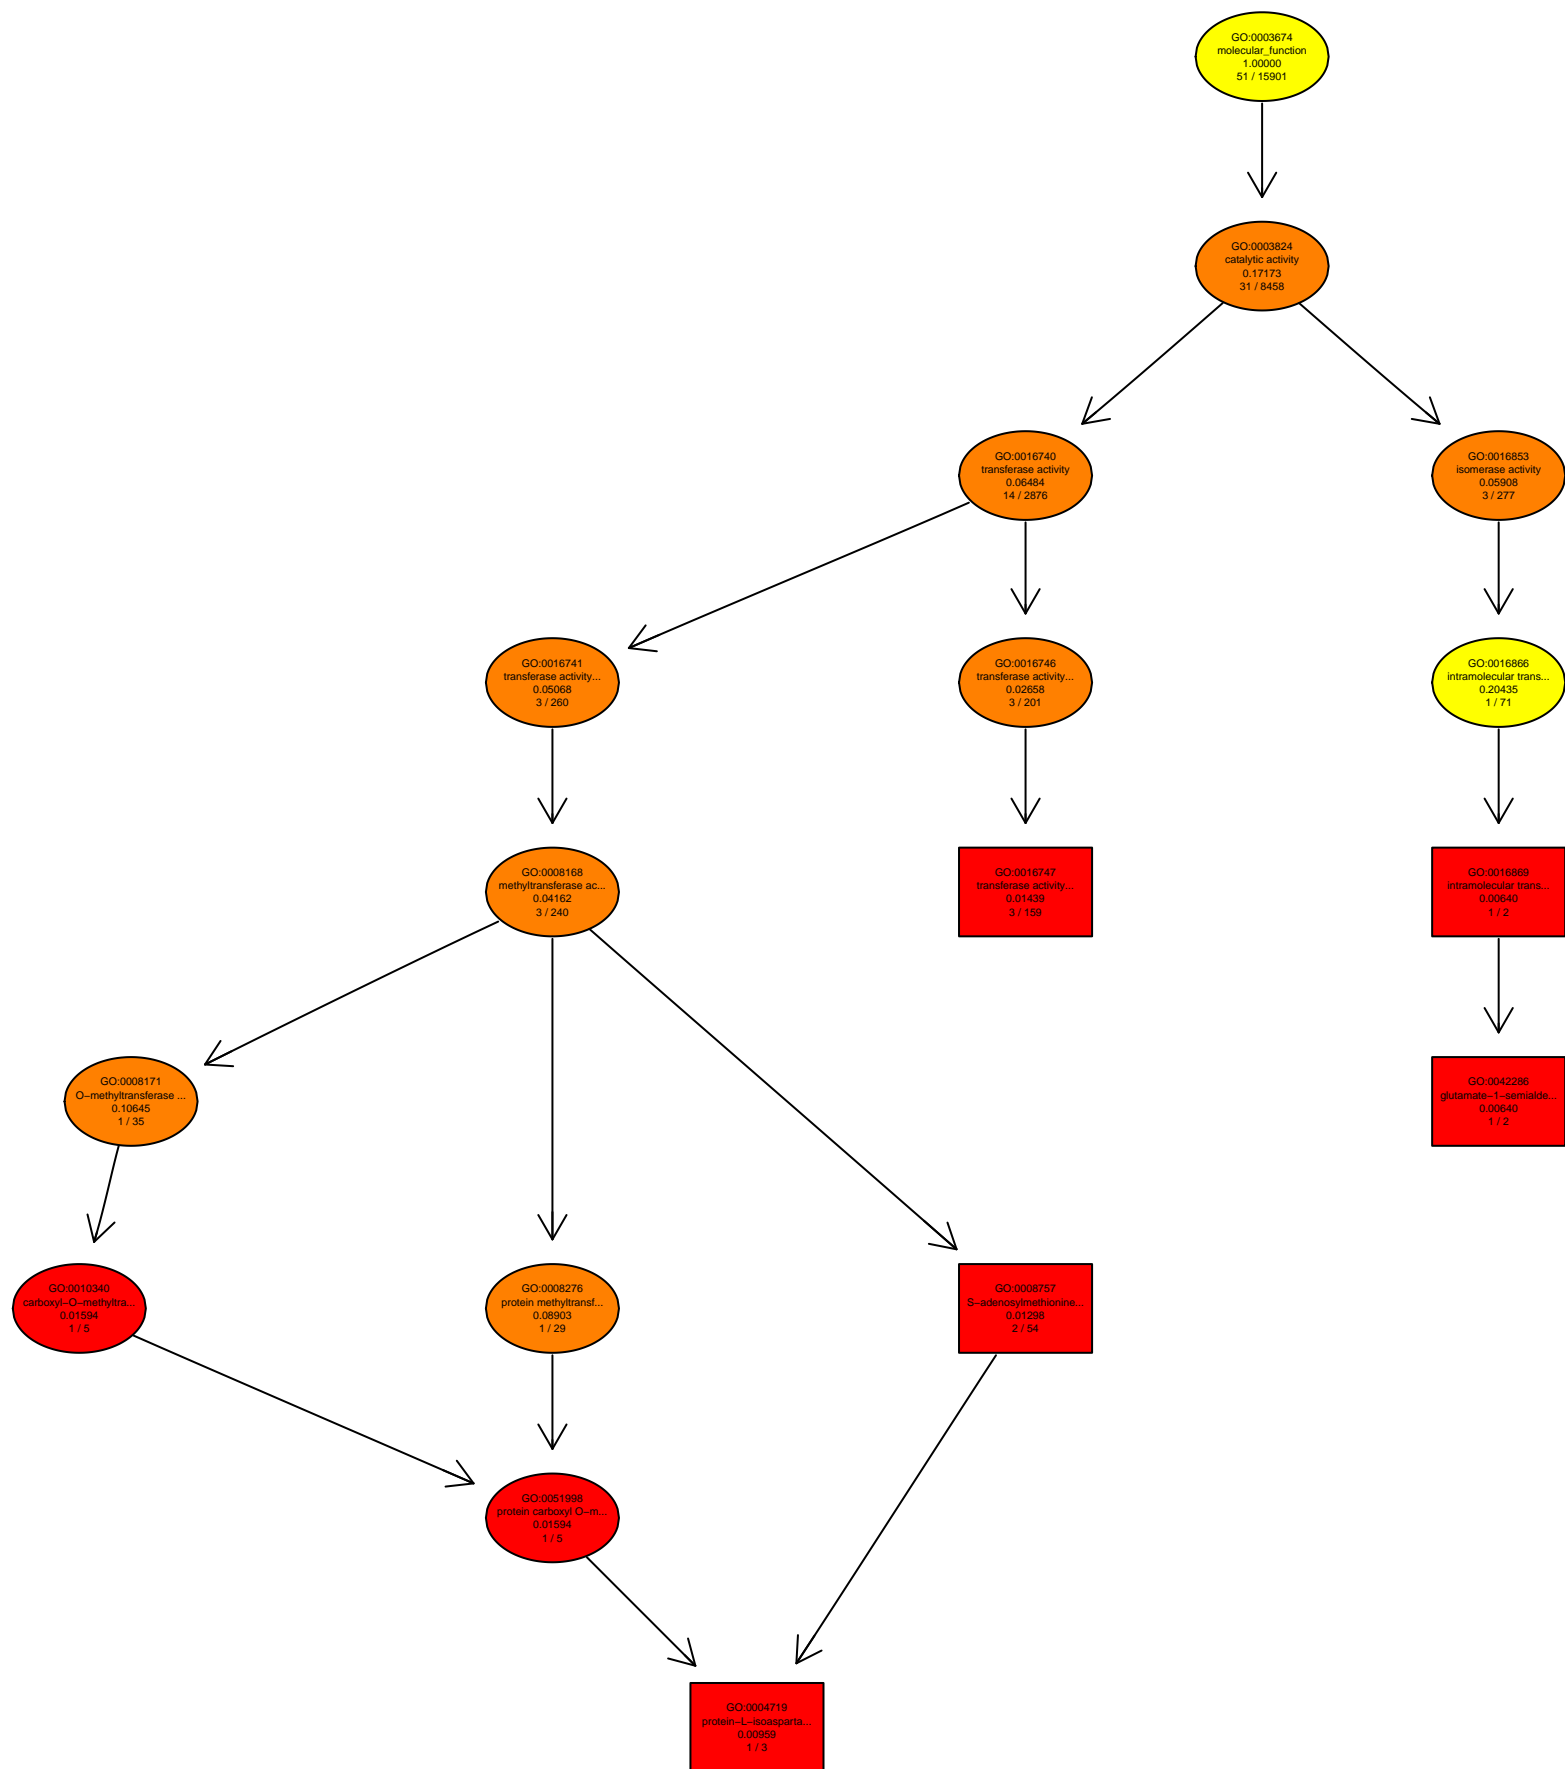 GO:0003674
molecular_function
1.00000
51 / 15901
GO:0003824
catalytic activity
0.17173
31 / 8458
GO:0016740
transferase activity
0.06484
14 / 2876
GO:0016853
isomerase activity
0.05908
3 / 277
GO:0016741
transferase activity...
0.05068
3 / 260
GO:0016746
transferase activity...
0.02658
3 / 201
GO:0016866
intramolecular trans...
0.20435
1 / 71
GO:0008168
methyltransferase ac...
0.04162
3 / 240
GO:0016747
transferase activity...
0.01439
3 / 159
GO:0016869
intramolecular trans...
0.00640
1 / 2
GO:0008171
O−methyltransferase ...
0.10645
1 / 35
GO:0042286
glutamate−1−semialde...
0.00640
1 / 2
GO:0010340
carboxyl−O−methyltra...
0.01594
1 / 5
GO:0008276
protein methyltransf...
0.08903
1 / 29
GO:0008757
S−adenosylmethionine...
0.01298
2 / 54
GO:0051998
protein carboxyl O−m...
0.01594
1 / 5
GO:0004719
protein−L−isoasparta...
0.00959
1 / 3